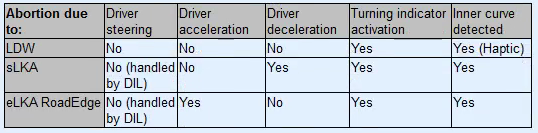 Abortion due to: Driver steering Driver acceleration Driver deceleration Turning indicator activation Inner curve detected
LDW No No No Yes Yes (Haptic)
sLKA No (handled by DIL) No Yes Yes Yes
eLKA RoadEdge No (handled by DIL) Yes No Yes Yes